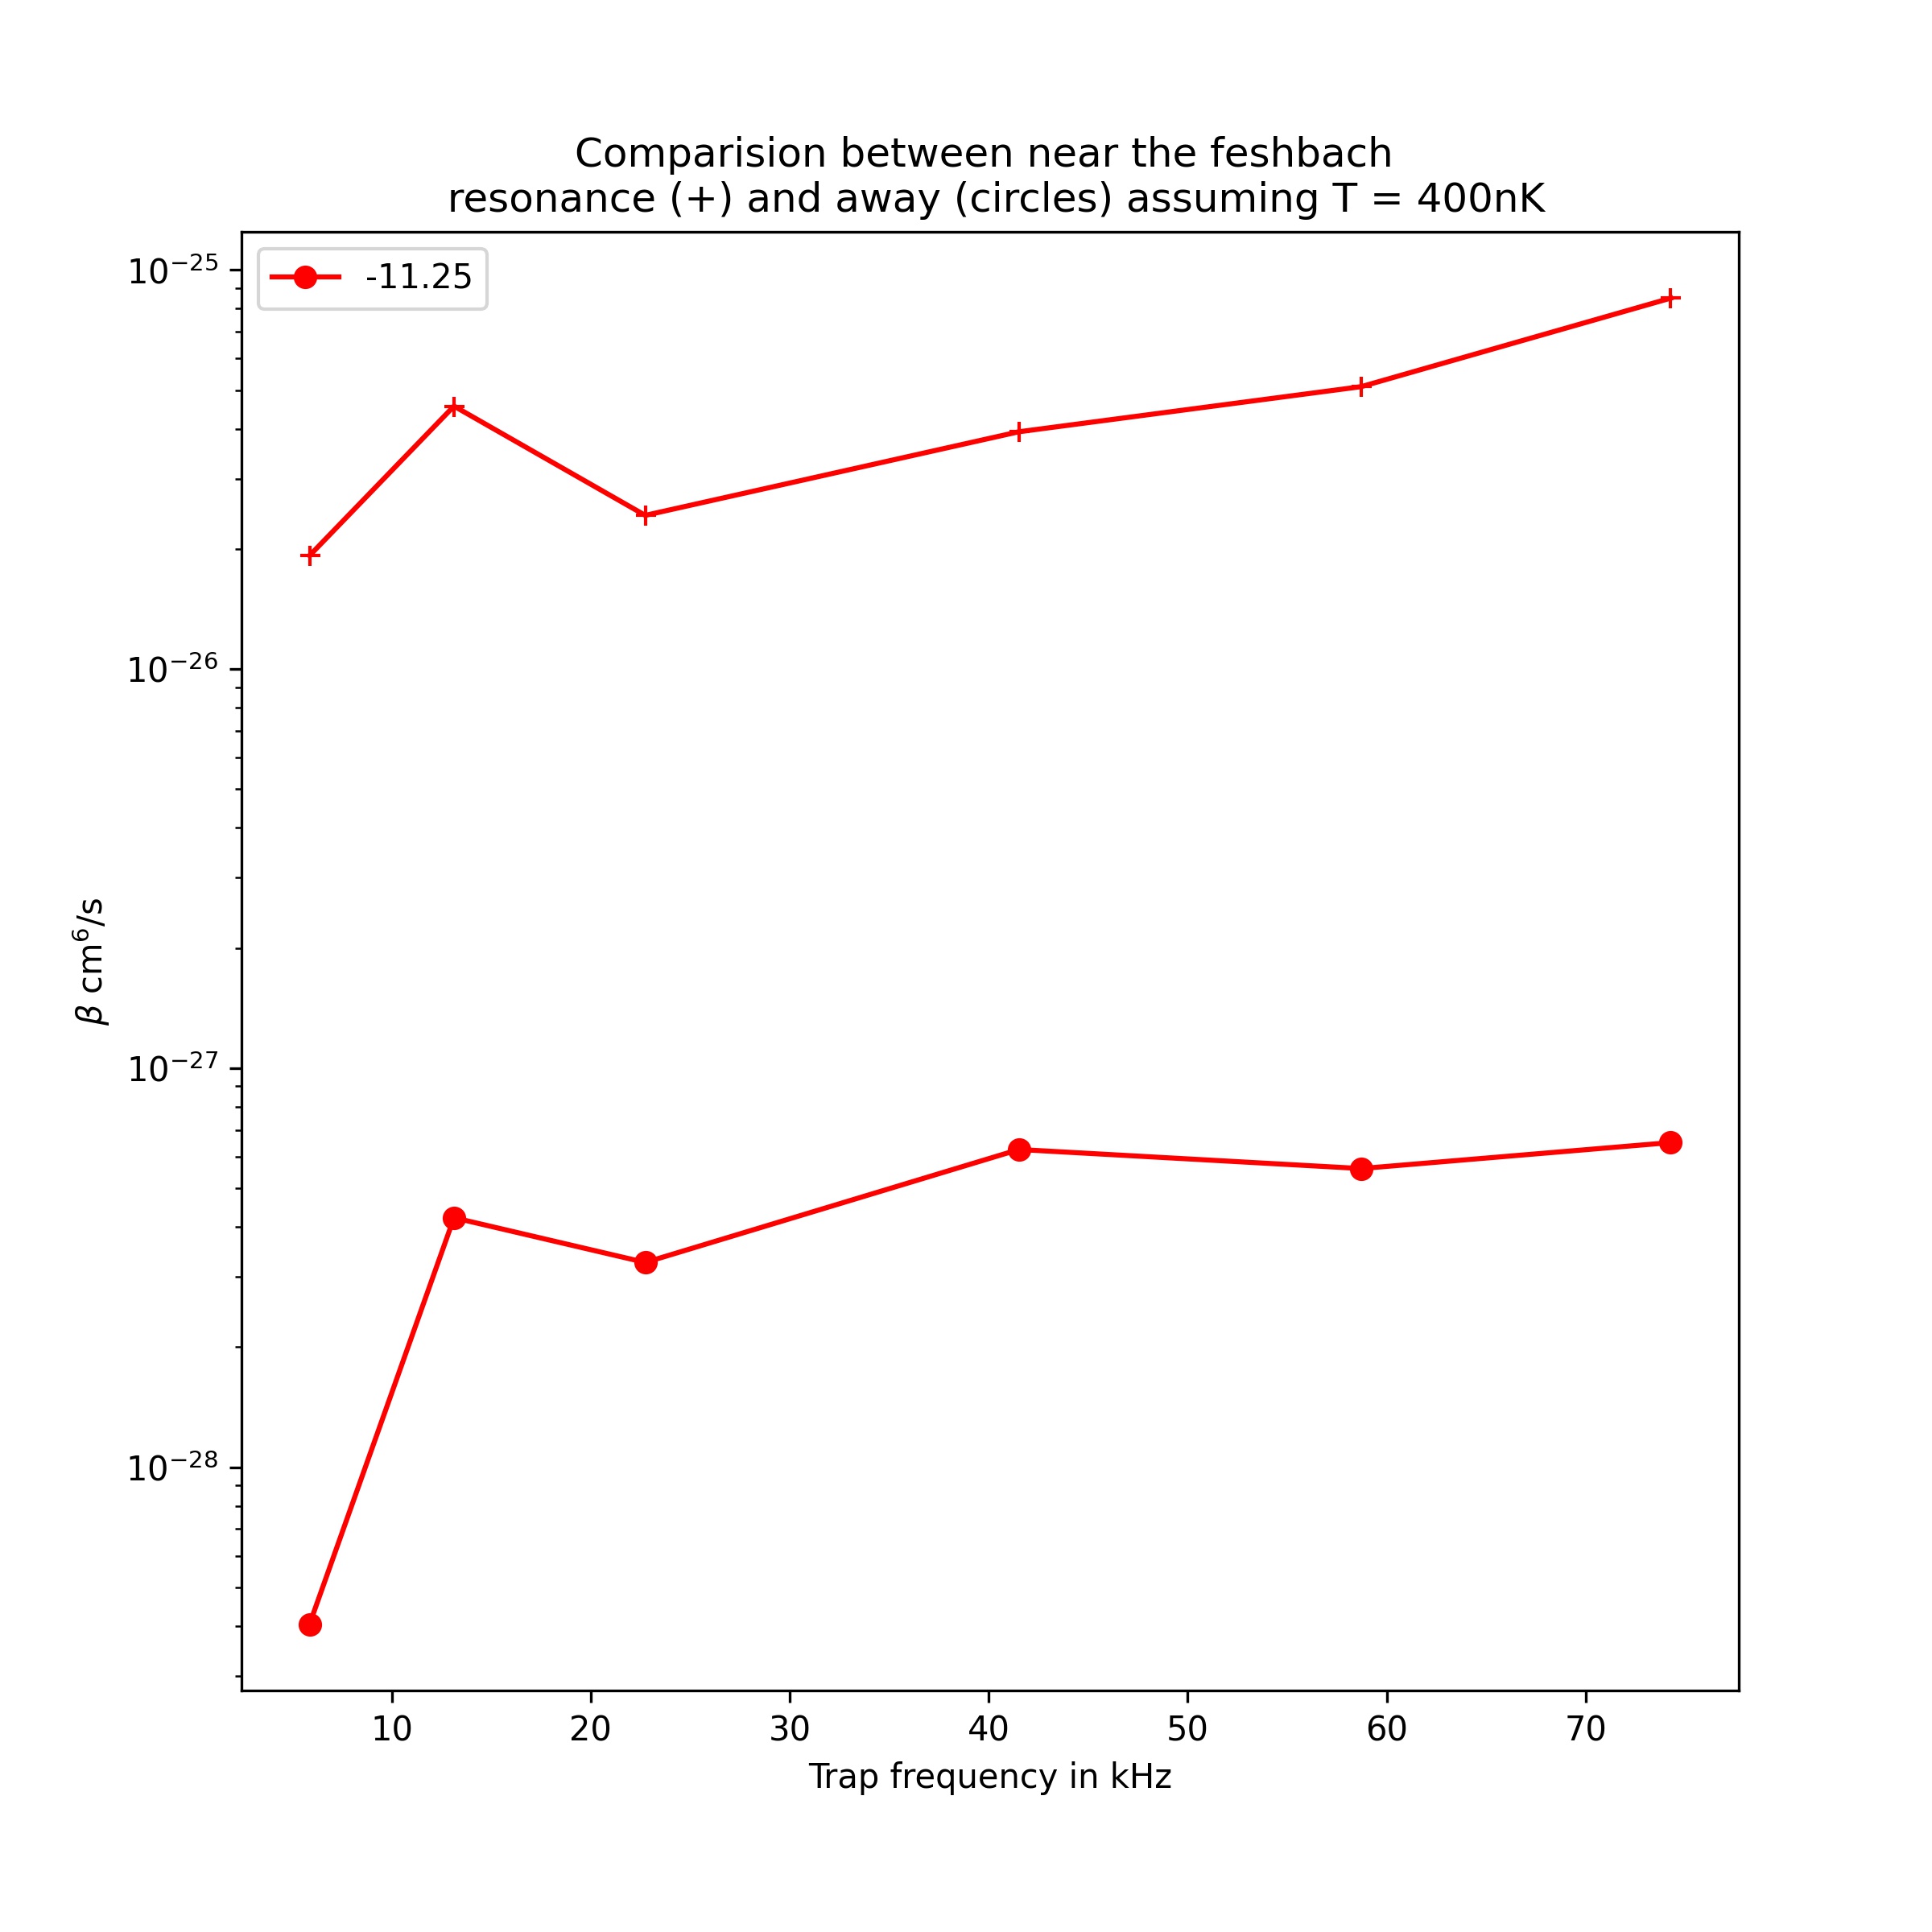 Comparision between near the feshbach
resonance (+) and away (circles) assuming T = 400nK
-11.25
10⁻²⁵
10⁻²⁶
10⁻²⁷
10⁻²⁸
β cm⁶/s
10 20 30 40 50 60 70
Trap frequency in kHz